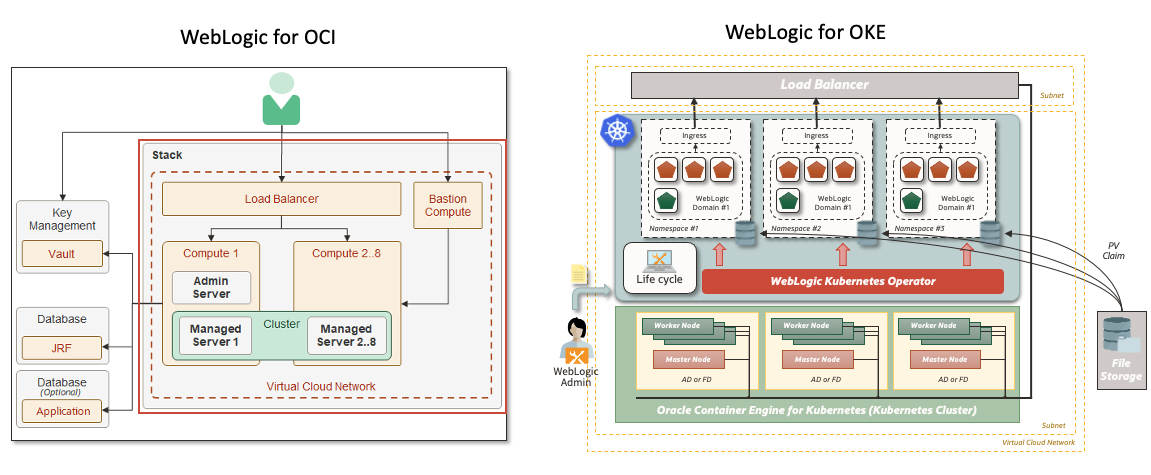 WebLogic for OCI
Stack
Load Balancer
Bastion
Compute
Key
Management
Vault
Compute 1
Compute 2..8
Admin
Server
Cluster
Managed
Server 1
Managed
Server 2..8
Virtual Cloud Network
Database
JRF
Database
(Optional)
Application
WebLogic for OKE
Load Balancer
Subnet
Ingress
Ingress
Ingress
WebLogic
Domain #1
WebLogic
Domain #1
WebLogic
Domain #1
Namespace #1
Namespace #2
Namespace #3
PV
Claim
Life cycle
WebLogic Kubernetes Operator
WebLogic
Admin
Worker Node
Worker Node
Worker Node
Master Node
Master Node
Master Node
AD or FD
AD or FD
AD or FD
File
Storage
Oracle Container Engine for Kubernetes (Kubernetes Cluster)
Subnet
Virtual Cloud Network